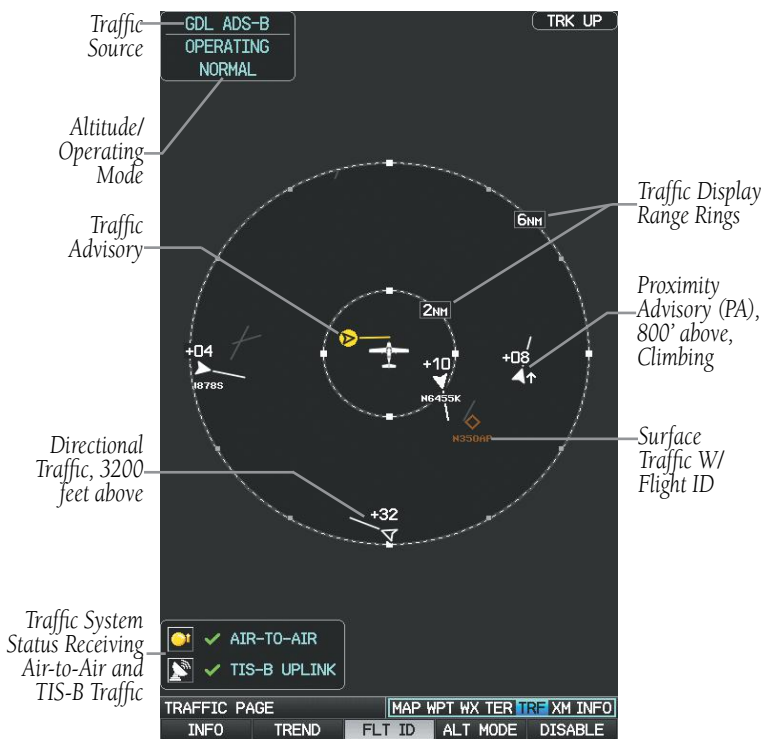 Traffic
Source
GDL ADS-B
OPERATING
NORMAL
TRK UP
Altitude/
Operating
Mode
Traffic
Advisory
6NM
Traffic Display
Range Rings
2NM
Proximity
Advisory (PA),
800' above,
Climbing
+04
J878S
+10
N6455K
+08
N350AP
Surface
Traffic W/
Flight ID
Directional
Traffic, 3200
feet above
+32
Traffic System
Status Receiving
Air-to-Air and
TIS-B Traffic
AIR-TO-AIR
TIS-B UPLINK
TRAFFIC PAGE
MAP WPT WX TER TRF XM INFO
INFO TREND FLT ID ALT MODE DISABLE